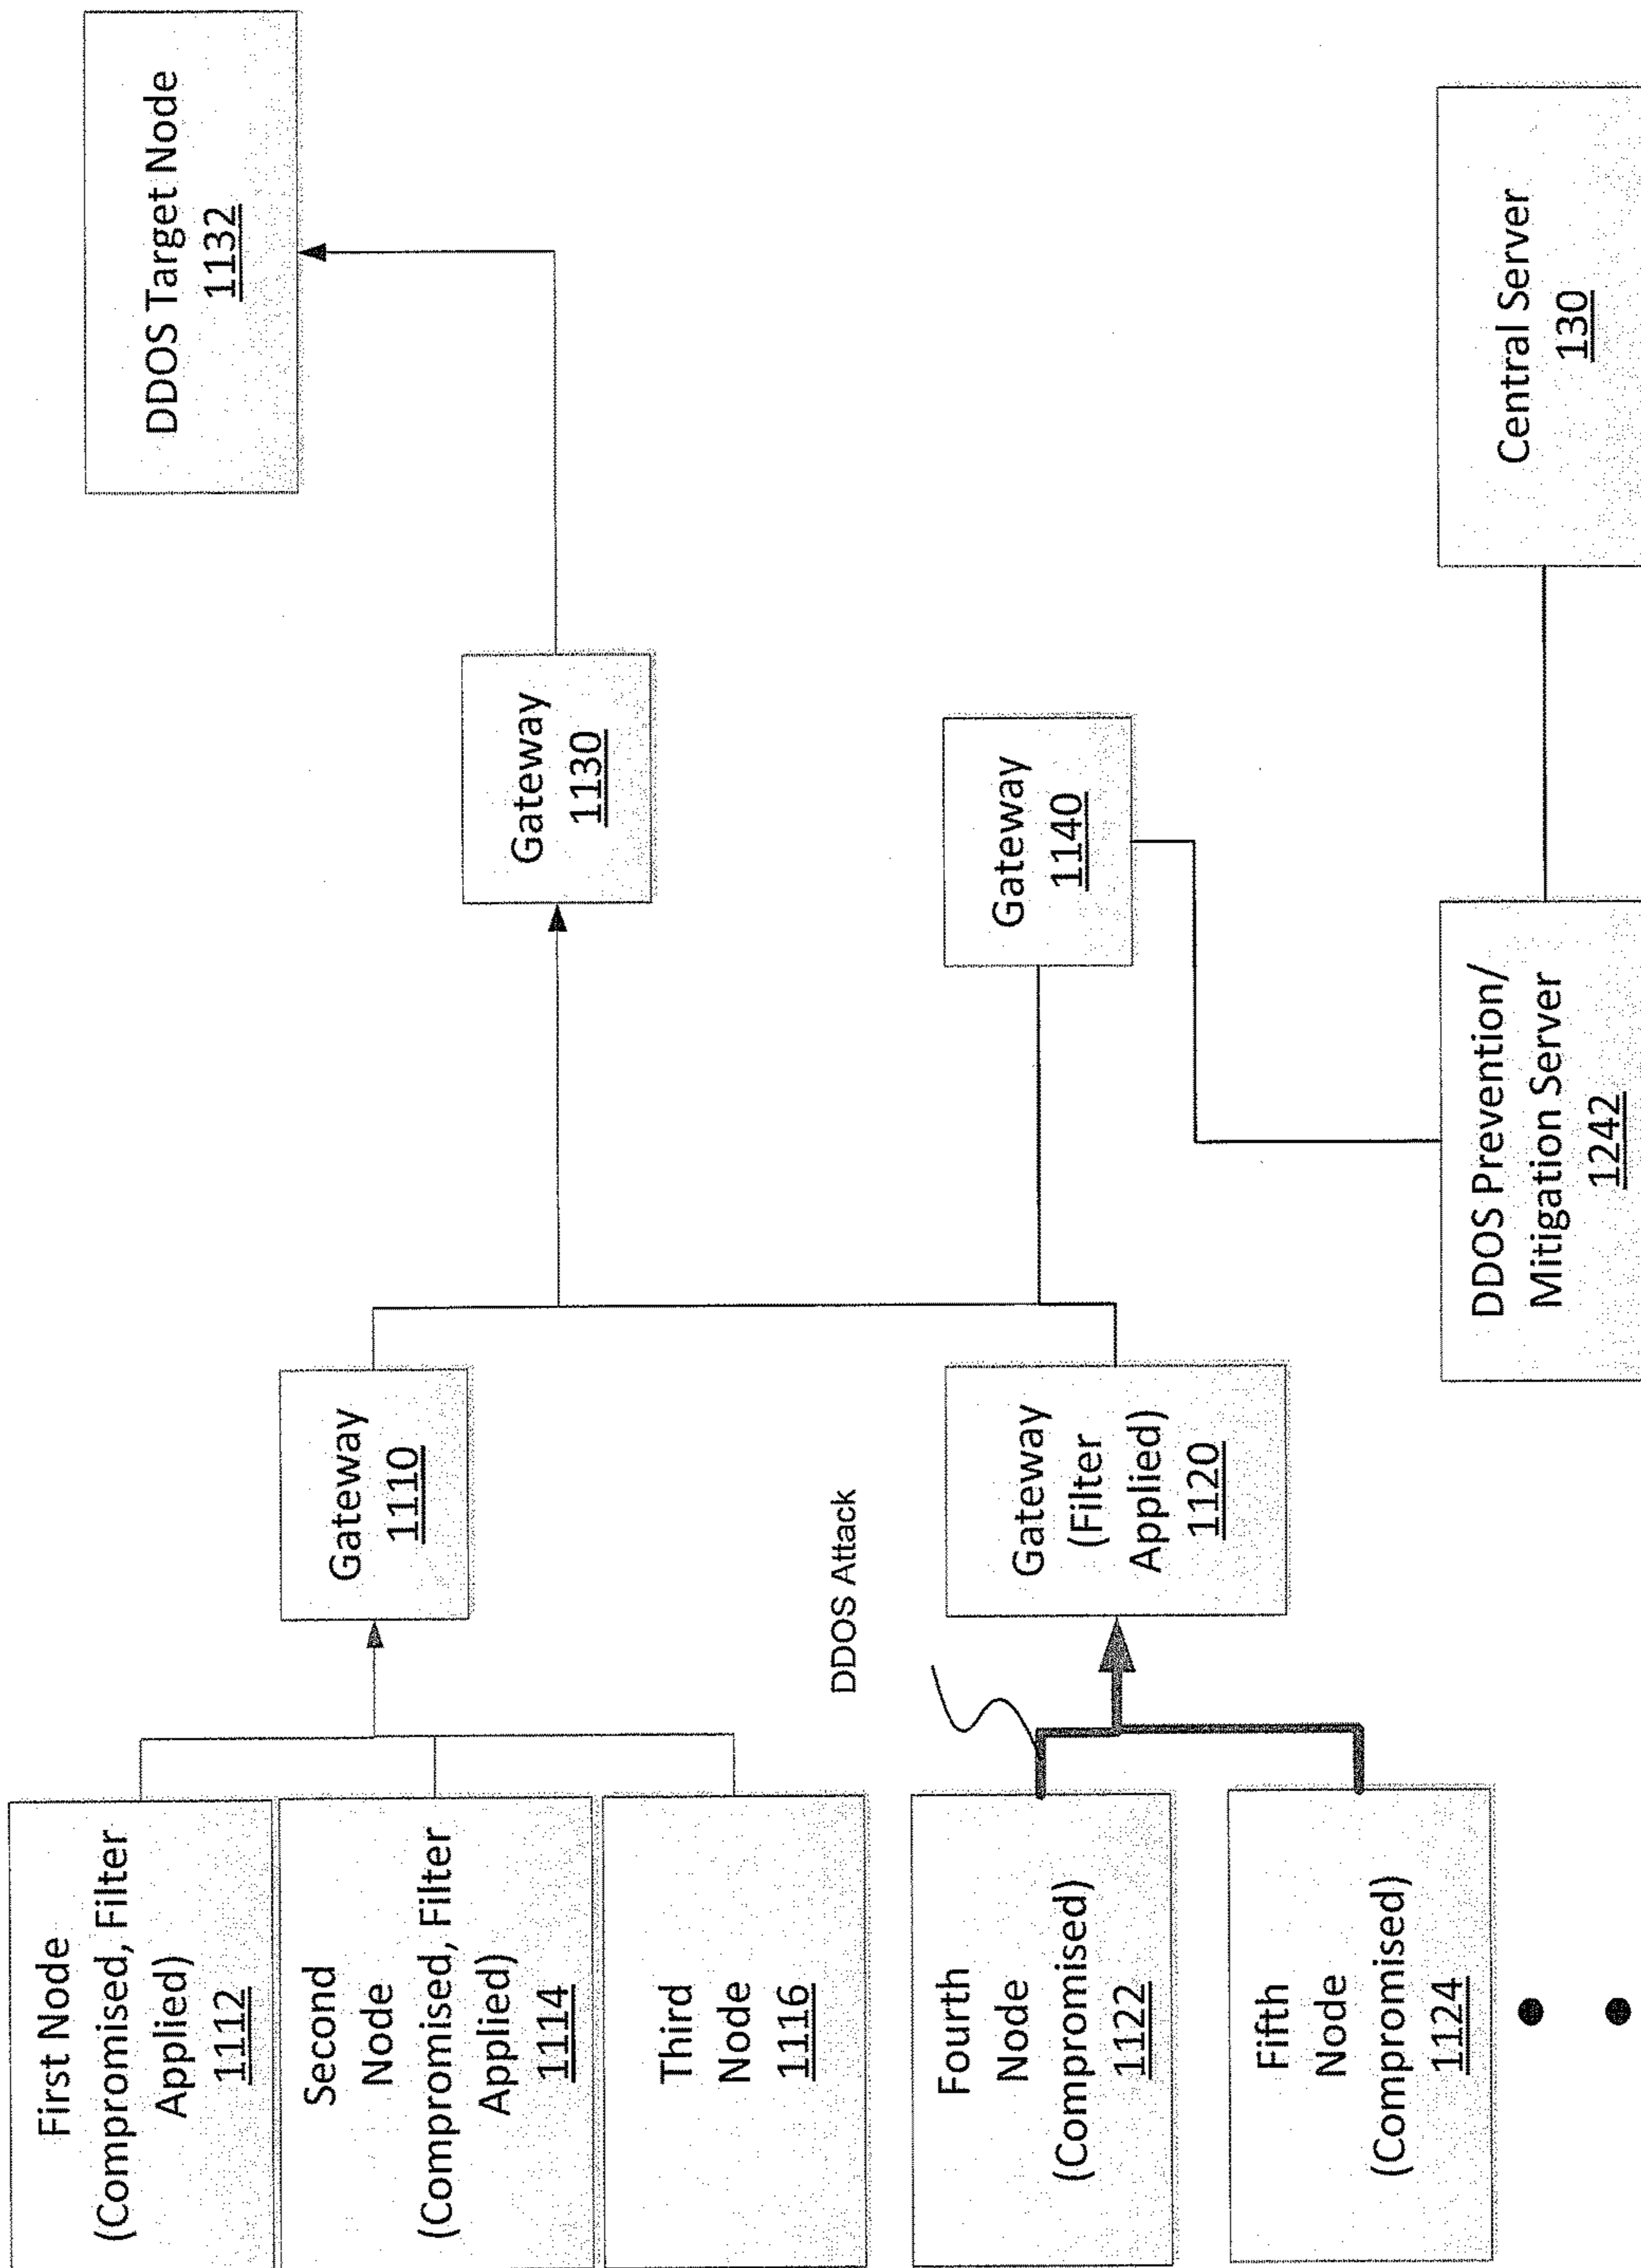 First Node
(Compromised, Filter
Applied)
1112
Second
Node
(Compromised, Filter
Applied)
1114
Third
Node
1116
Fourth
Node
(Compromised)
1122
Fifth
Node
(Compromised)
1124
DDOS Attack
Gateway
1110
Gateway
(Filter
Applied)
1120
Gateway
1130
Gateway
1140
DDOS Target Node
1132
DDOS Prevention/
Mitigation Server
1242
Central Server
130